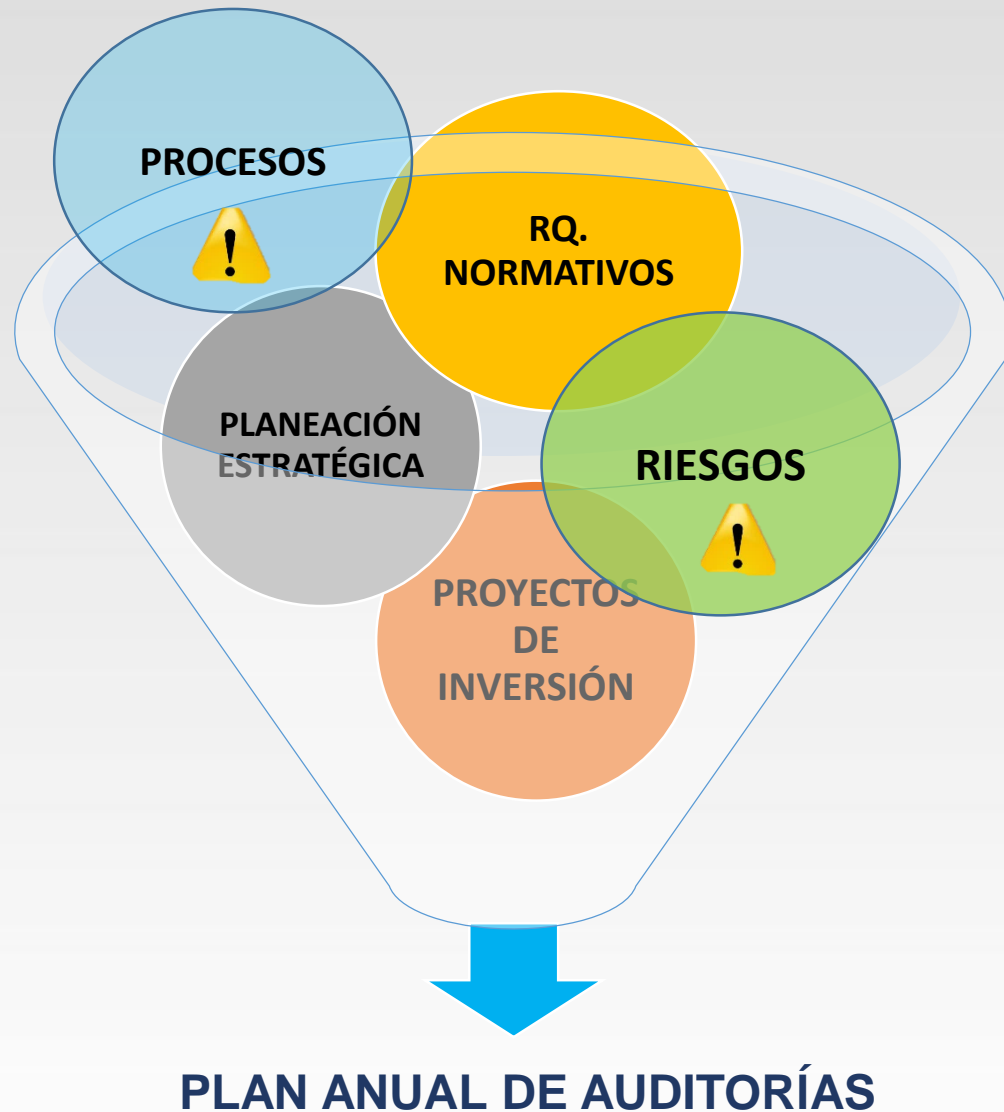 PROCESOS
!
RQ.
NORMATIVOS
PLANEACIÓN
ESTRATÉGICA
RIESGOS
!
PROYECTOS
DE
INVERSIÓN
PLAN ANUAL DE AUDITORÍAS